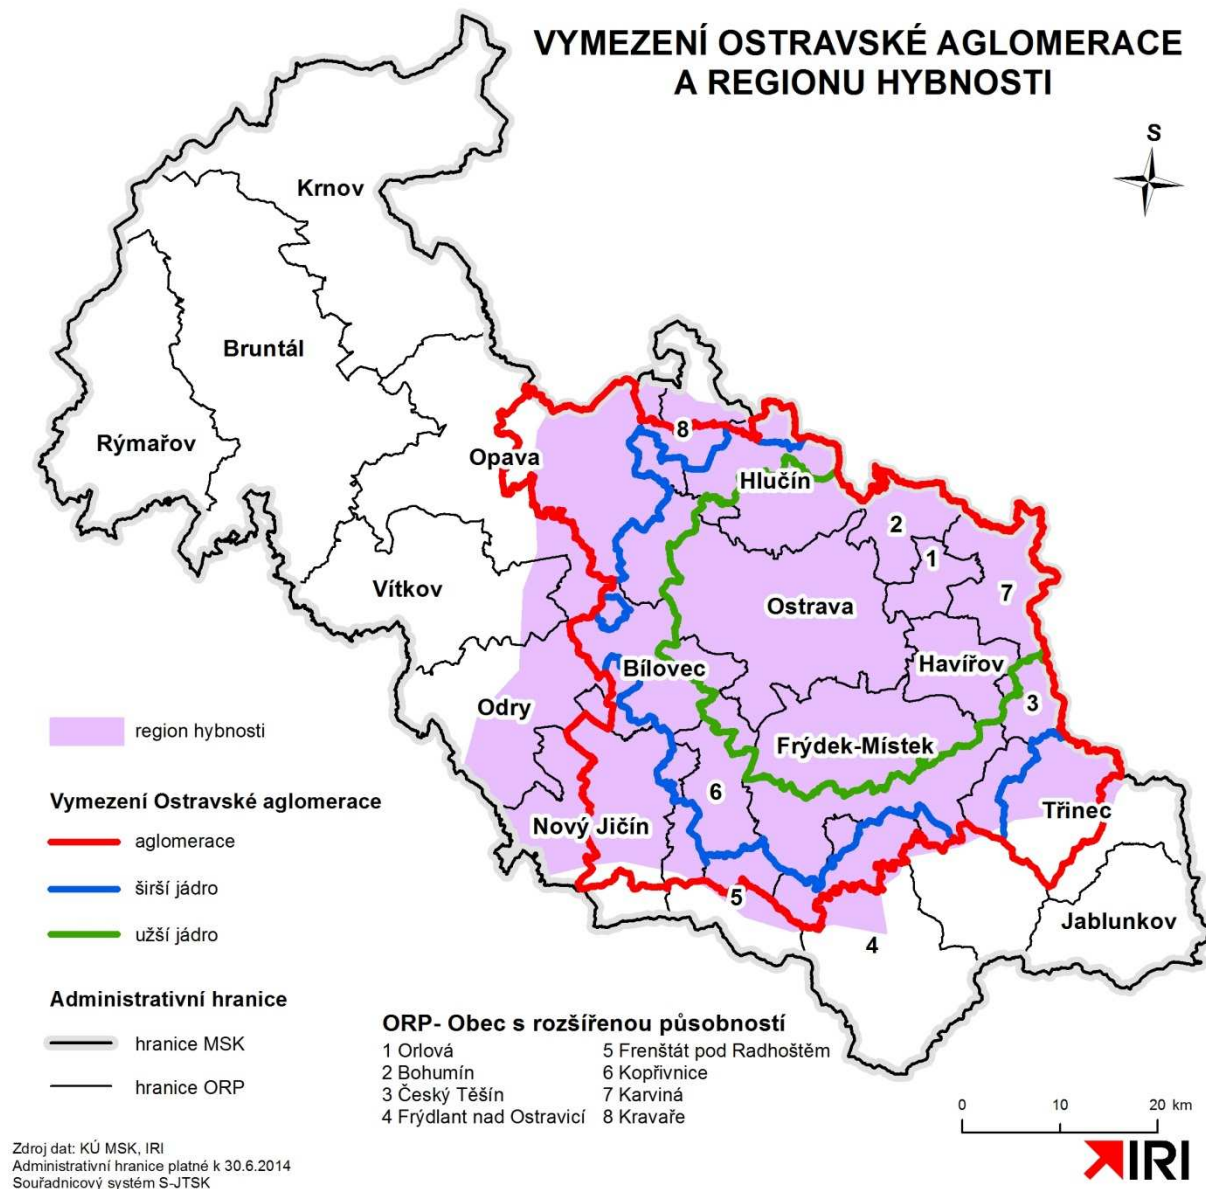 VYMEZENÍ OSTRAVSKÉ AGLOMERACE
A REGIONU HYBNOSTI
S
Krnov
Bruntál
Rýmařov
Opava
8
Hlučín
2
1
7
Vítkov
Ostrava
Bílovec
Havířov
3
Odry
Frýdek-Místek
6
Nový Jičín
Třinec
5
4
Jablunkov
region hybnosti
Vymezení Ostravské aglomerace
aglomerace
širší jádro
užší jádro
Administrativní hranice
hranice MSK
hranice ORP
ORP- Obec s rozšířenou působností
1 Orlová
2 Bohumín
3 Český Těšín
4 Frýdlant nad Ostravicí
5 Frenštát pod Radhoštěm
6 Kopřivnice
7 Karviná
8 Kravaře
0 10 20 km
Zdroj dat: KÚ MSK, IRI
Administrativní hranice platné k 30.6.2014
Souřadnicový systém S-JTSK
IRI